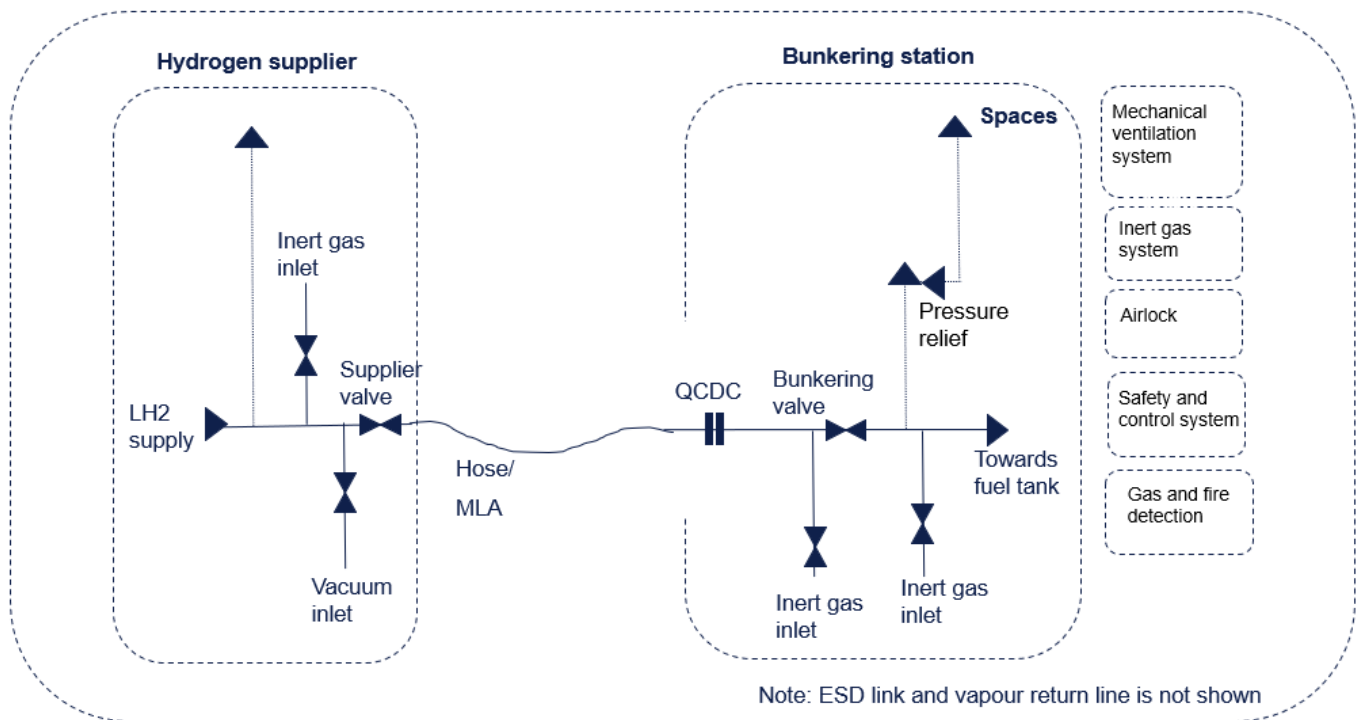 Hydrogen supplier
Bunkering station
Spaces
Mechanical
ventilation
system
Inert gas
inlet
Inert gas
system
Pressure
relief
Airlock
Supplier
valve
QCDC
Bunkering
valve
LH2
supply
Safety and
control system
Hose/
MLA
Towards
fuel tank
Gas and fire
detection
Vacuum
inlet
Inert gas
inlet
Inert gas
inlet
Note: ESD link and vapour return line is not shown